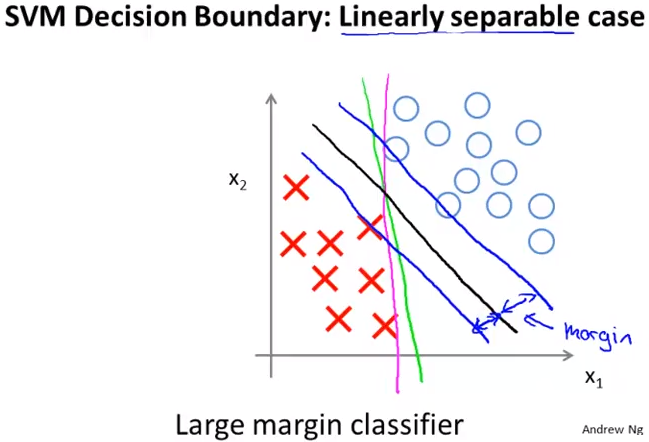 SVM Decision Boundary: Linearly separable case
x2
margin
x1
Large margin classifier
Andrew Ng